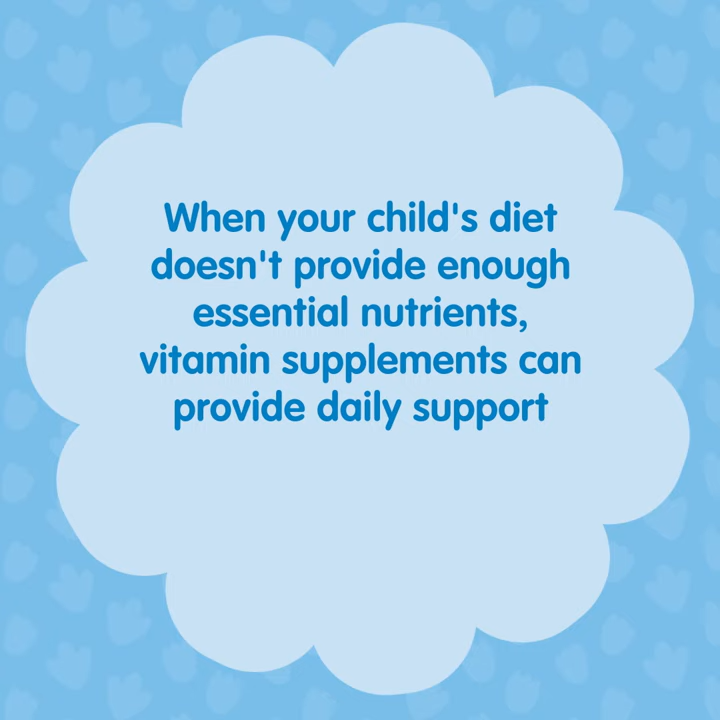 When your child's diet
doesn't provide enough
essential nutrients,
vitamin supplements can
provide daily support